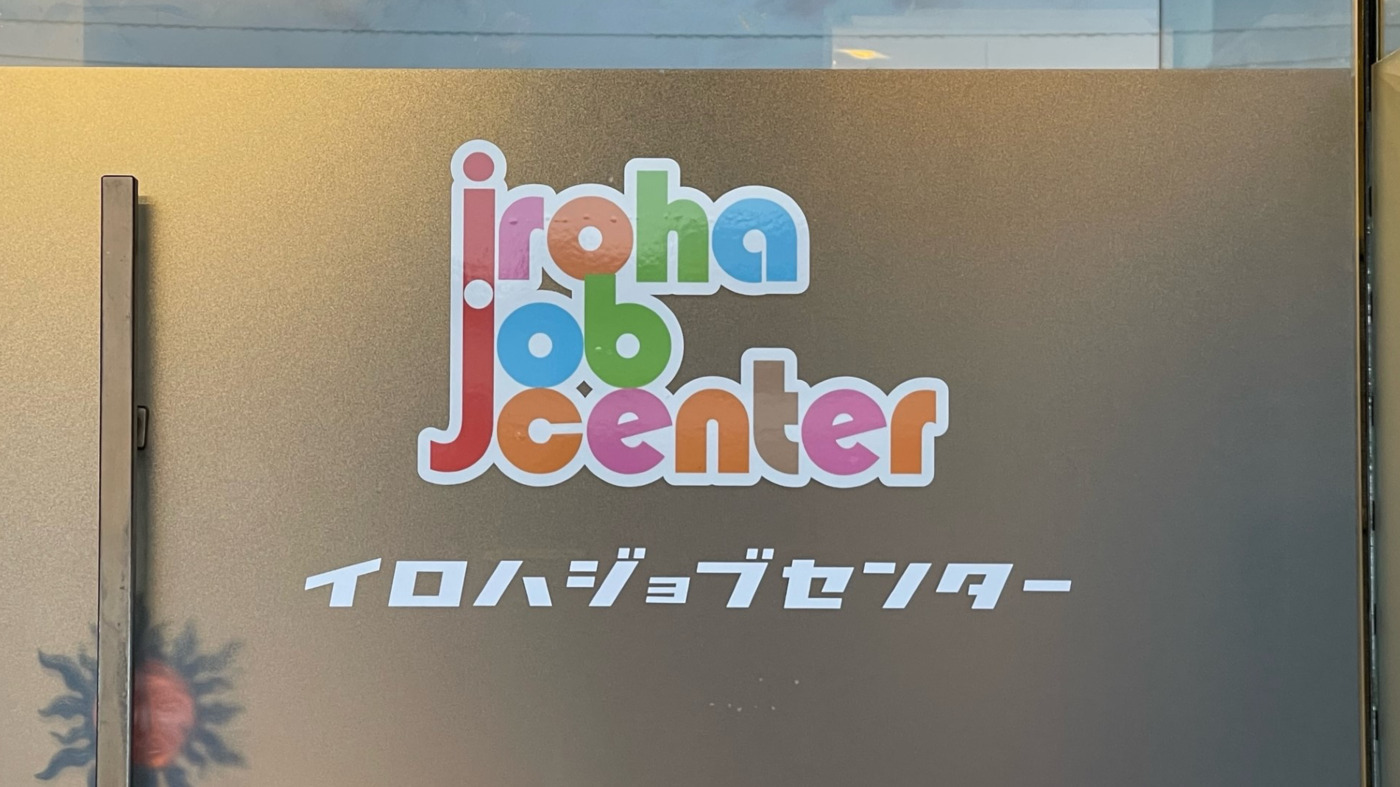 iroha
job
center
イロハジョブセンター